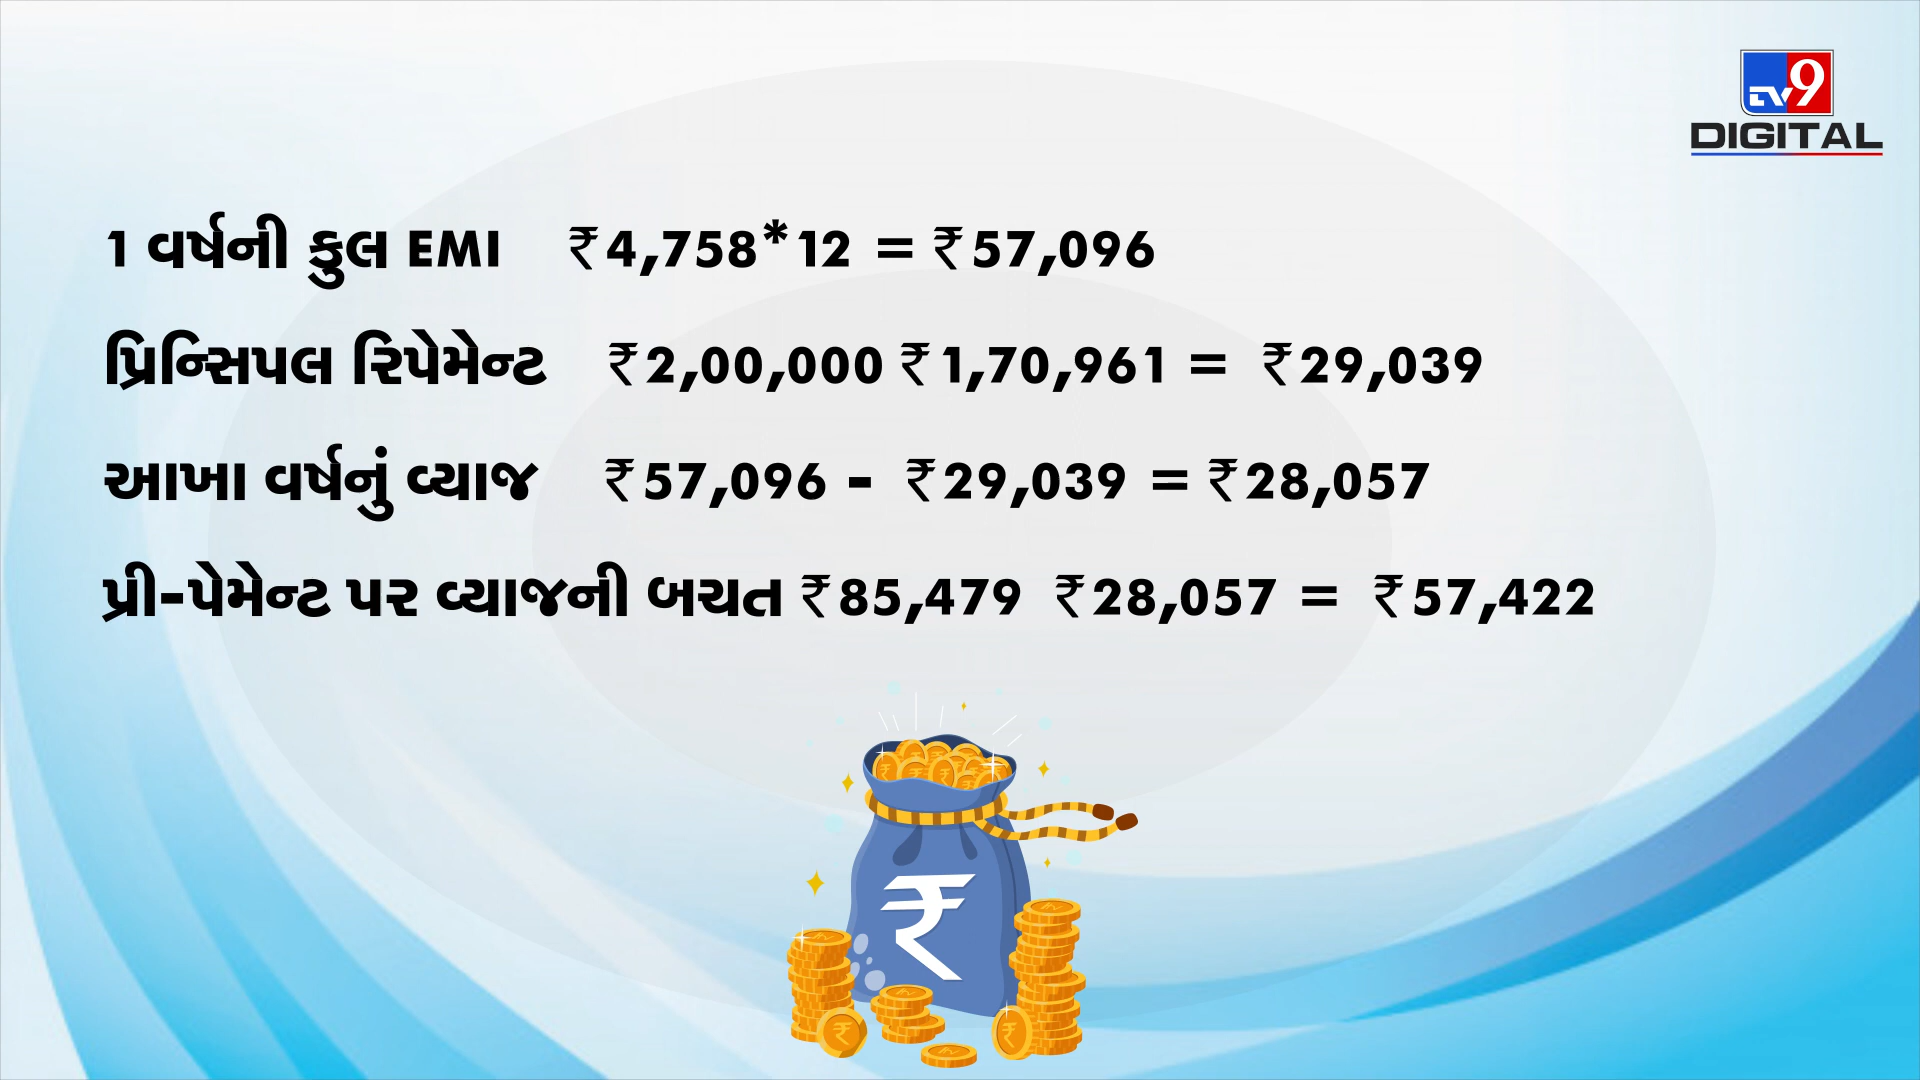 tv9
DIGITAL
1 વર્ષની કુલ EMI ₹4,758*12 = ₹57,096
પ્રિન્સિપલ રિપેમેન્ટ ₹2,00,000 ₹1,70,961 = ₹29,039
આખા વર્ષનું વ્યાજ ₹57,096 - ₹29,039 = ₹28,057
પ્રી-પેમેન્ટ પર વ્યાજની બચત ₹85,479 ₹28,057 = ₹57,422
₹